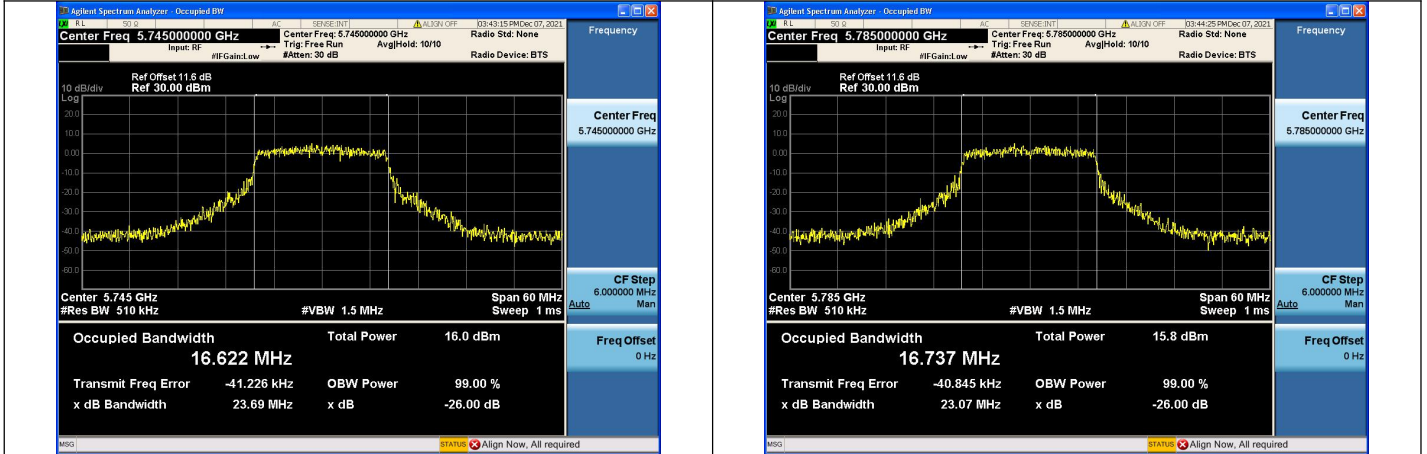 Agilent Spectrum Analyzer - Occupied BW
RL 50 Ω AC SENSE:INT ALIGN OFF 03:43:15 PM Dec 07, 2021
Center Freq 5.745000000 GHz
Center Freq: 5.745000000 GHz
Radio Std: None
Input: RF
Trig: Free Run Avg|Hold: 10/10
#IFGain:Low
#Atten: 30 dB
Radio Device: BTS
Ref Offset 11.6 dB
10 dB/div Ref 30.00 dBm
Log
20.0
10.0
0.00
-10.0
-20.0
-30.0
-40.0
-50.0
-60.0
Center 5.745 GHz Span 60 MHz
#Res BW 510 kHz #VBW 1.5 MHz Sweep 1 ms
Occupied Bandwidth Total Power 16.0 dBm
16.622 MHz
Transmit Freq Error -41.226 kHz OBW Power 99.00 %
x dB Bandwidth 23.69 MHz x dB -26.00 dB
MSG STATUS Align Now, All required
Frequency
Center Freq
5.745000000 GHz
CF Step
6.000000 MHz
Auto Man
Freq Offset
0 Hz
Agilent Spectrum Analyzer - Occupied BW
RL 50 Ω AC SENSE:INT ALIGN OFF 03:44:25 PM Dec 07, 2021
Center Freq 5.785000000 GHz
Center Freq: 5.785000000 GHz
Radio Std: None
Input: RF
Trig: Free Run Avg|Hold: 10/10
#IFGain:Low
#Atten: 30 dB
Radio Device: BTS
Ref Offset 11.6 dB
10 dB/div Ref 30.00 dBm
Log
20.0
10.0
0.00
-10.0
-20.0
-30.0
-40.0
-50.0
-60.0
Center 5.785 GHz Span 60 MHz
#Res BW 510 kHz #VBW 1.5 MHz Sweep 1 ms
Occupied Bandwidth Total Power 15.8 dBm
16.737 MHz
Transmit Freq Error -40.845 kHz OBW Power 99.00 %
x dB Bandwidth 23.07 MHz x dB -26.00 dB
MSG STATUS Align Now, All required
Frequency
Center Freq
5.785000000 GHz
CF Step
6.000000 MHz
Auto Man
Freq Offset
0 Hz